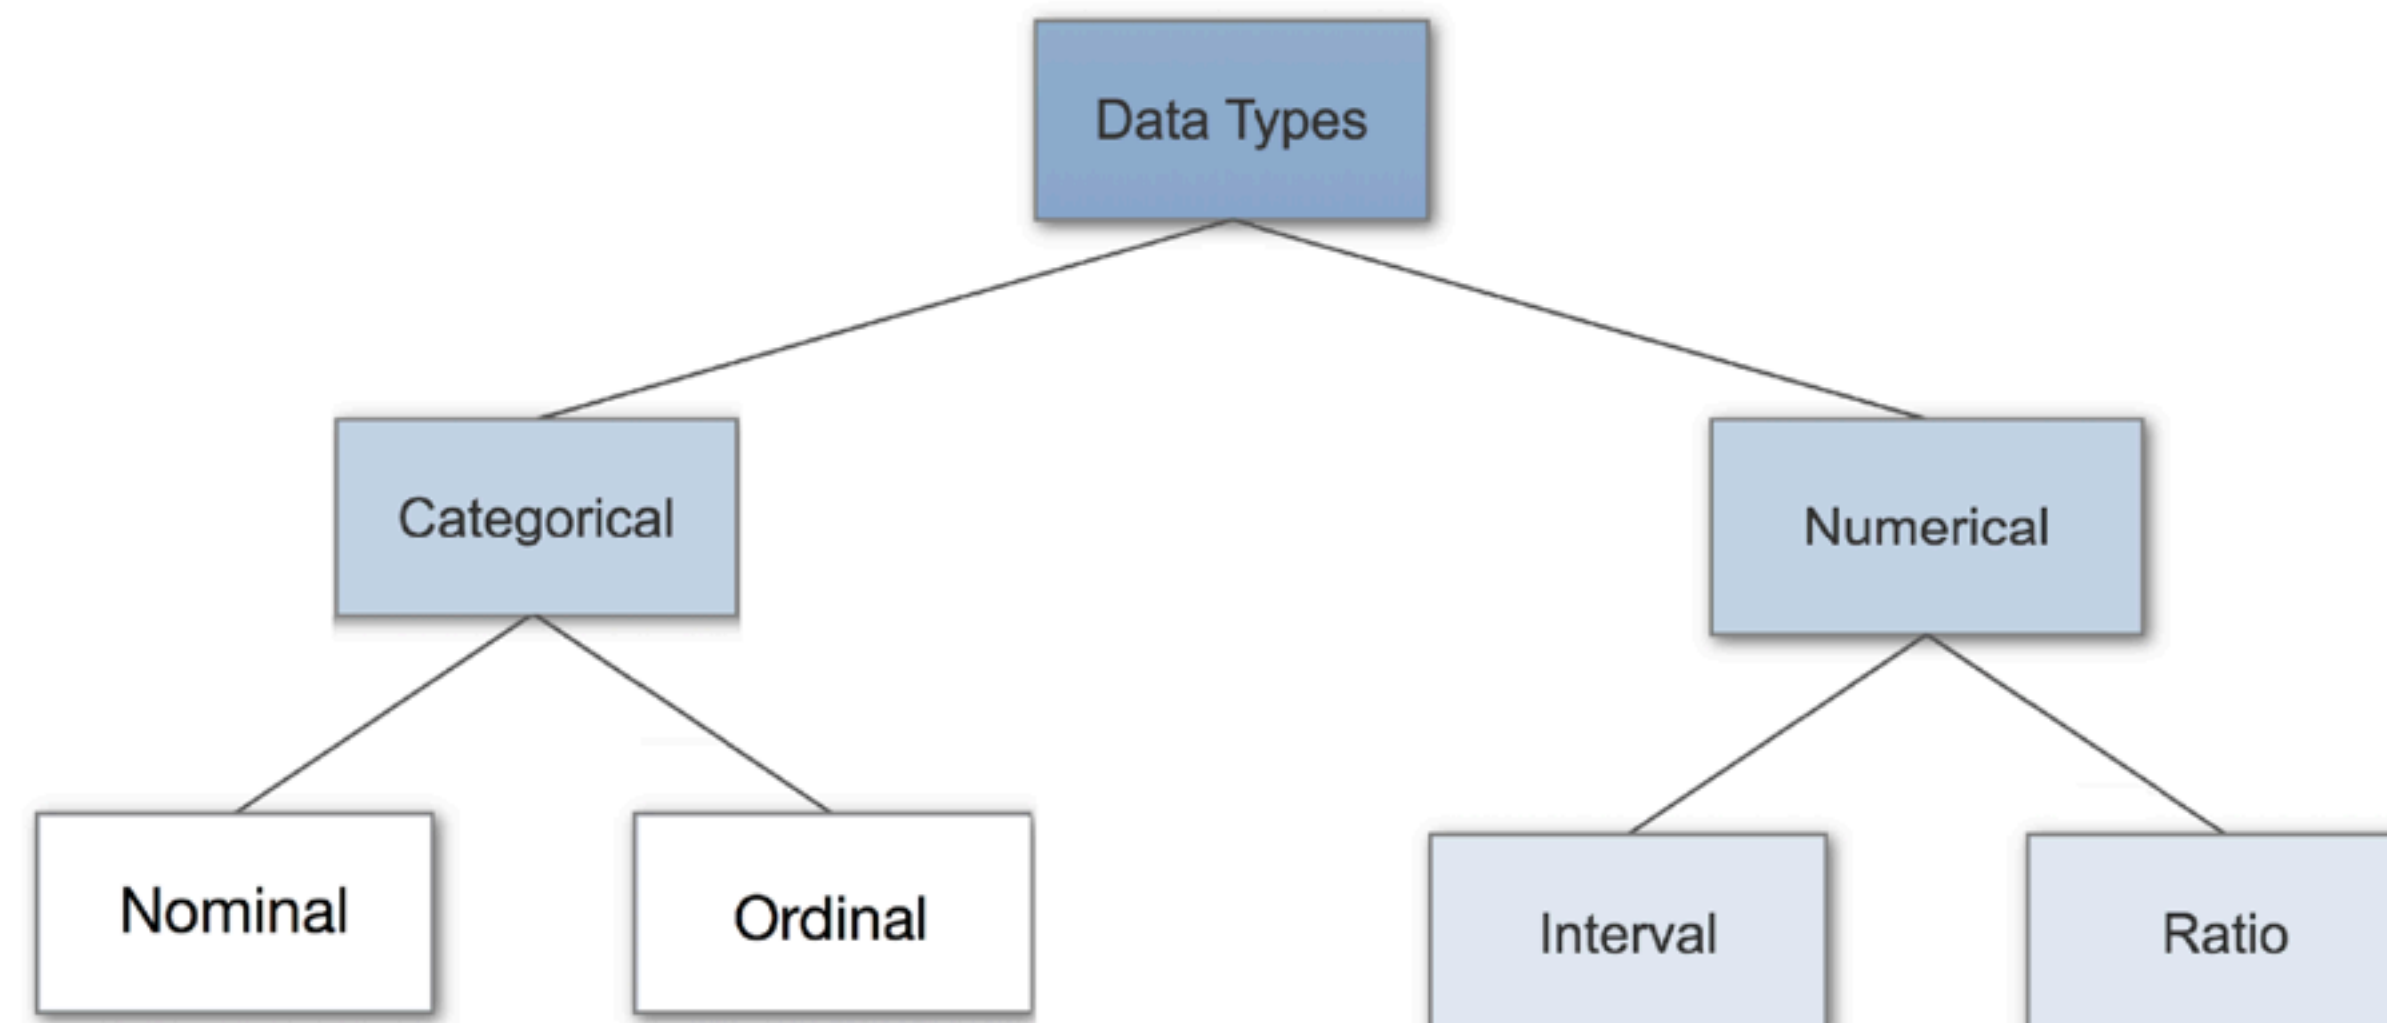 Data Types
Categorical
Numerical
Nominal
Ordinal
Interval
Ratio